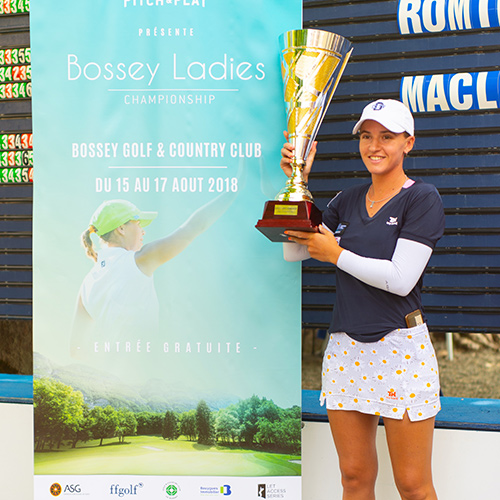 PITCH & PLAY
PRÉSENTE
Bossey Ladies
CHAMPIONSHIP
BOSSEY GOLF & COUNTRY CLUB
DU 15 AU 17 AOUT 2018
- ENTRÉE GRATUITE -
ASG
ffgolf
LET
ACCESS
SERIES
ROMT
MACLO